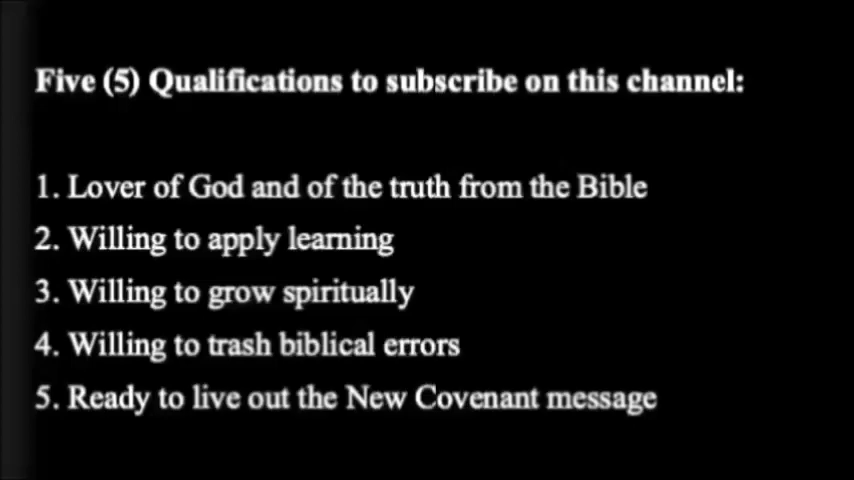 Five (5) Qualifications to subscribe on this channel:
1. Lover of God and of the truth from the Bible
2. Willing to apply learning
3. Willing to grow spiritually
4. Willing to trash biblical errors
5. Ready to live out the New Covenant message